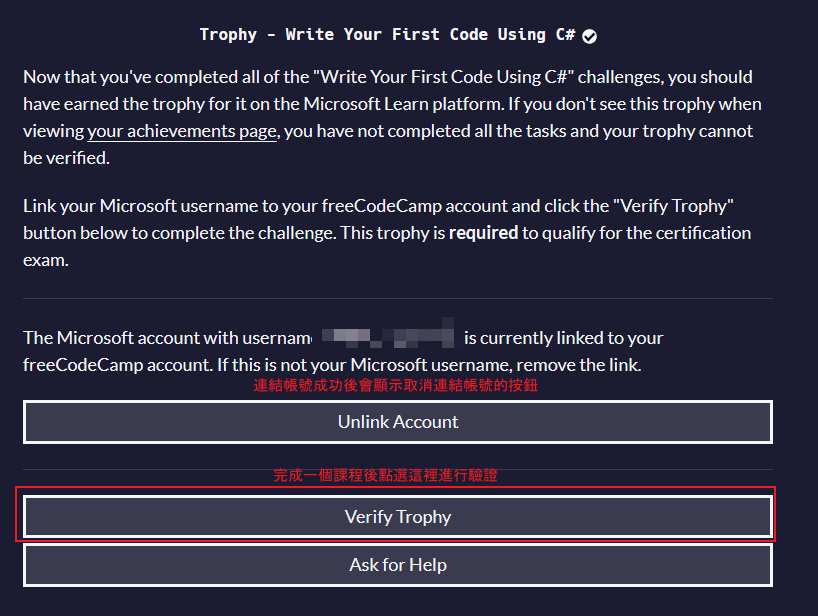 Trophy - Write Your First Code Using C#
Now that you've completed all of the "Write Your First Code Using C#" challenges, you should
have earned the trophy for it on the Microsoft Learn platform. If you don't see this trophy when
viewing your achievements page, you have not completed all the tasks and your trophy cannot
be verified.
Link your Microsoft username to your freeCodeCamp account and click the "Verify Trophy"
button below to complete the challenge. This trophy is required to qualify for the certification
exam.
The Microsoft account with username is currently linked to your
freeCodeCamp account. If this is not your Microsoft username, remove the link.
連結帳號成功後會顯示取消連結帳號的按鈕
Unlink Account
完成一個課程後點選這裡進行驗證
Verify Trophy
Ask for Help